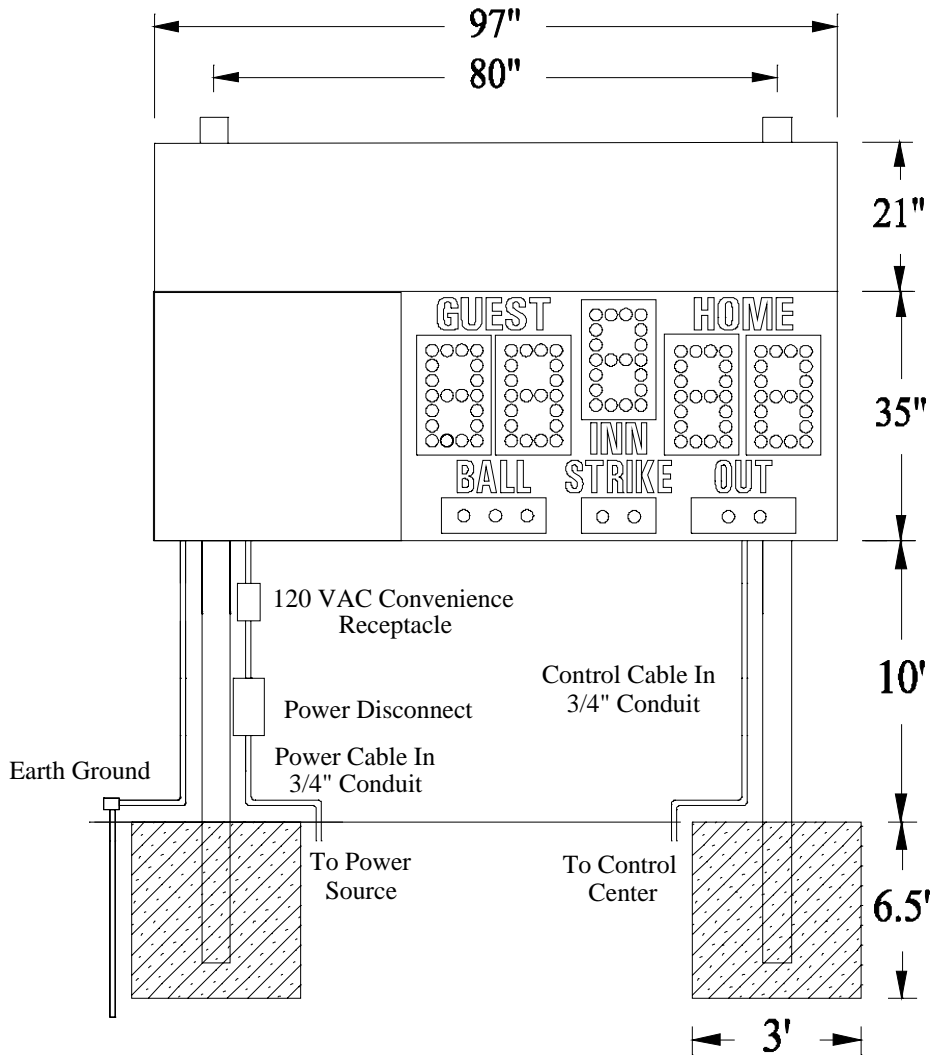 97"
80"
21"
GUEST
HOME
35"
INN
BALL
STRIKE
OUT
120 VAC Convenience
Receptacle
10'
Control Cable In
3/4" Conduit
Power Disconnect
Power Cable In
3/4" Conduit
Earth Ground
To Power
Source
To Control
Center
6.5'
3'